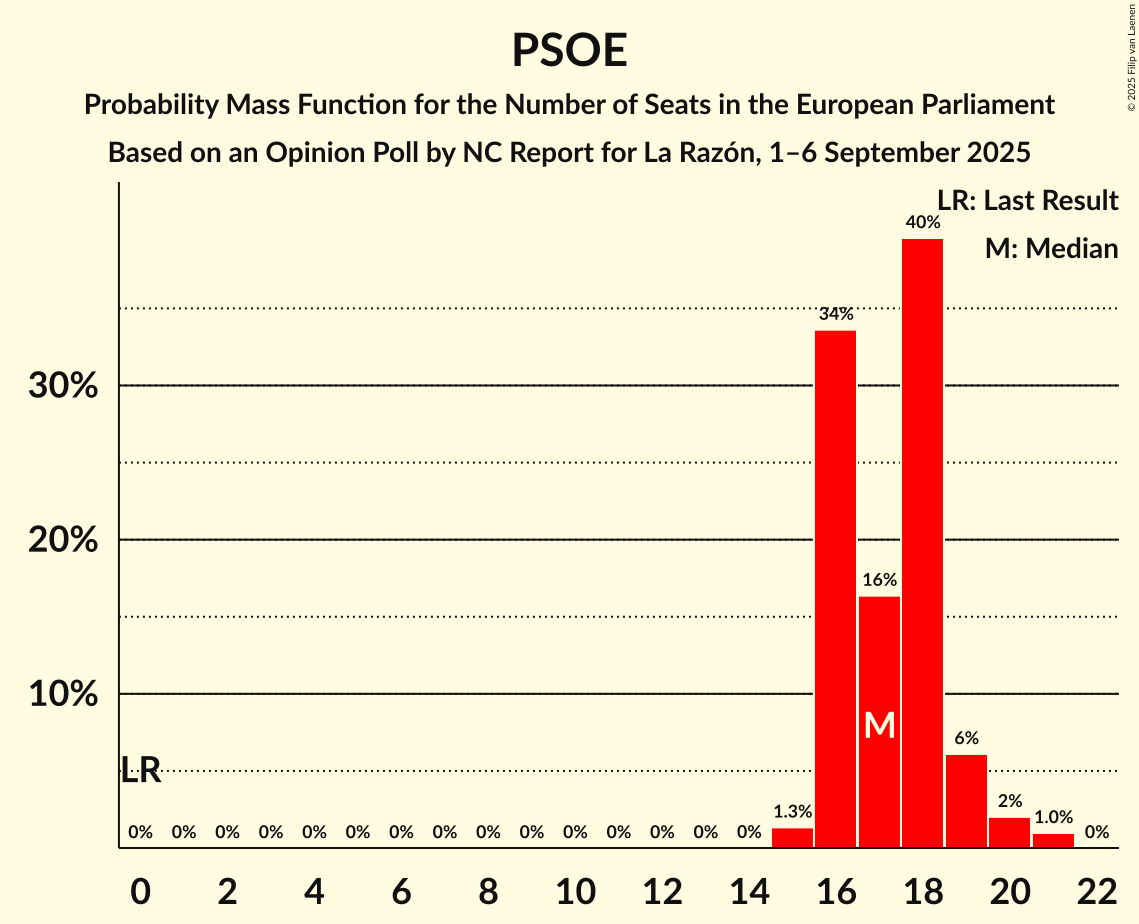 PSOE
Probability Mass Function for the Number of Seats in the European Parliament
Based on an Opinion Poll by NC Report for La Razón, 1–6 September 2025
© 2025 Filip van Laenen
LR: Last Result
M: Median
40%
34%
30%
20%
16%
10%
M
6%
LR
2%
1.3%
1.0%
0% 0% 0% 0% 0% 0% 0% 0% 0% 0% 0% 0% 0% 0% 0% 0%
0 2 4 6 8 10 12 14 16 18 20 22